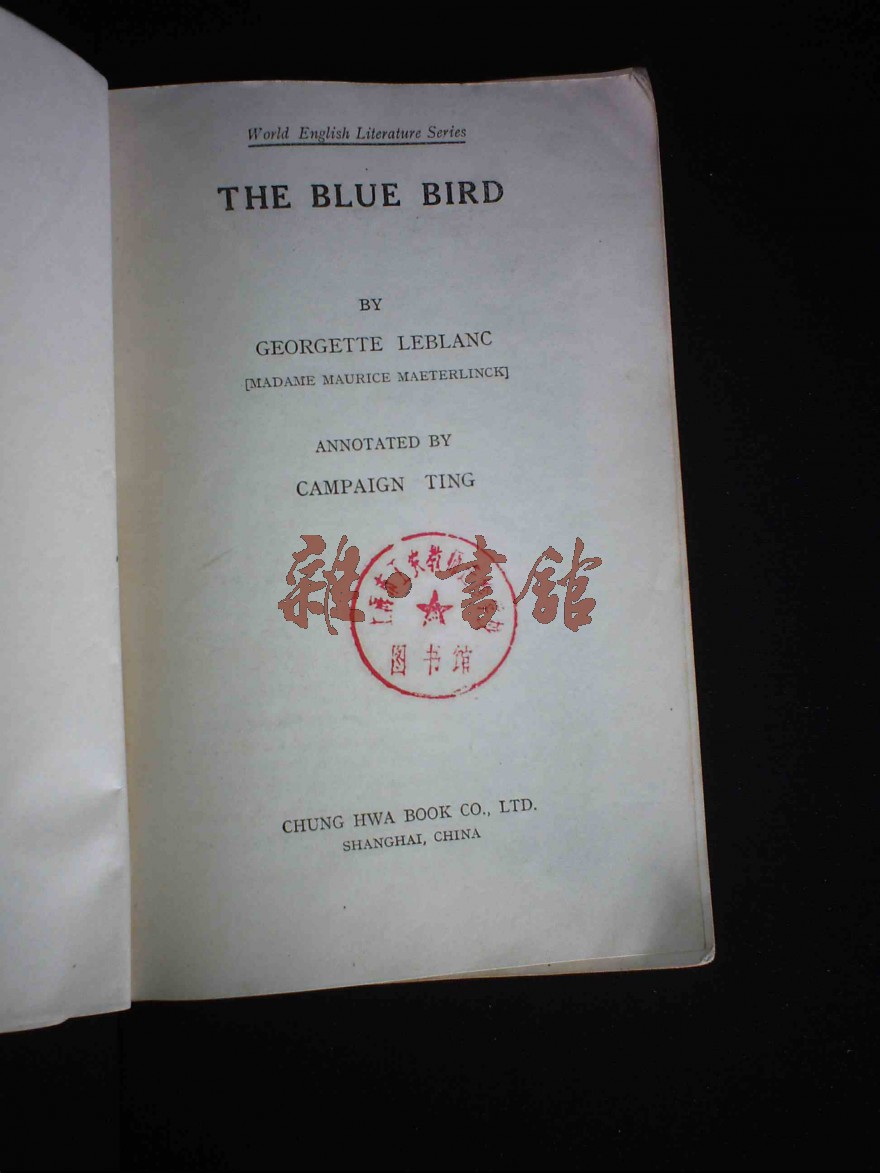 World English Literature Series
THE BLUE BIRD
BY
GEORGETTE LEBLANC
[MADAME MAURICE MAETERLINCK]
ANNOTATED BY
CAMPAIGN TING
雜·書館
图书馆
CHUNG HWA BOOK CO., LTD.
SHANGHAI, CHINA